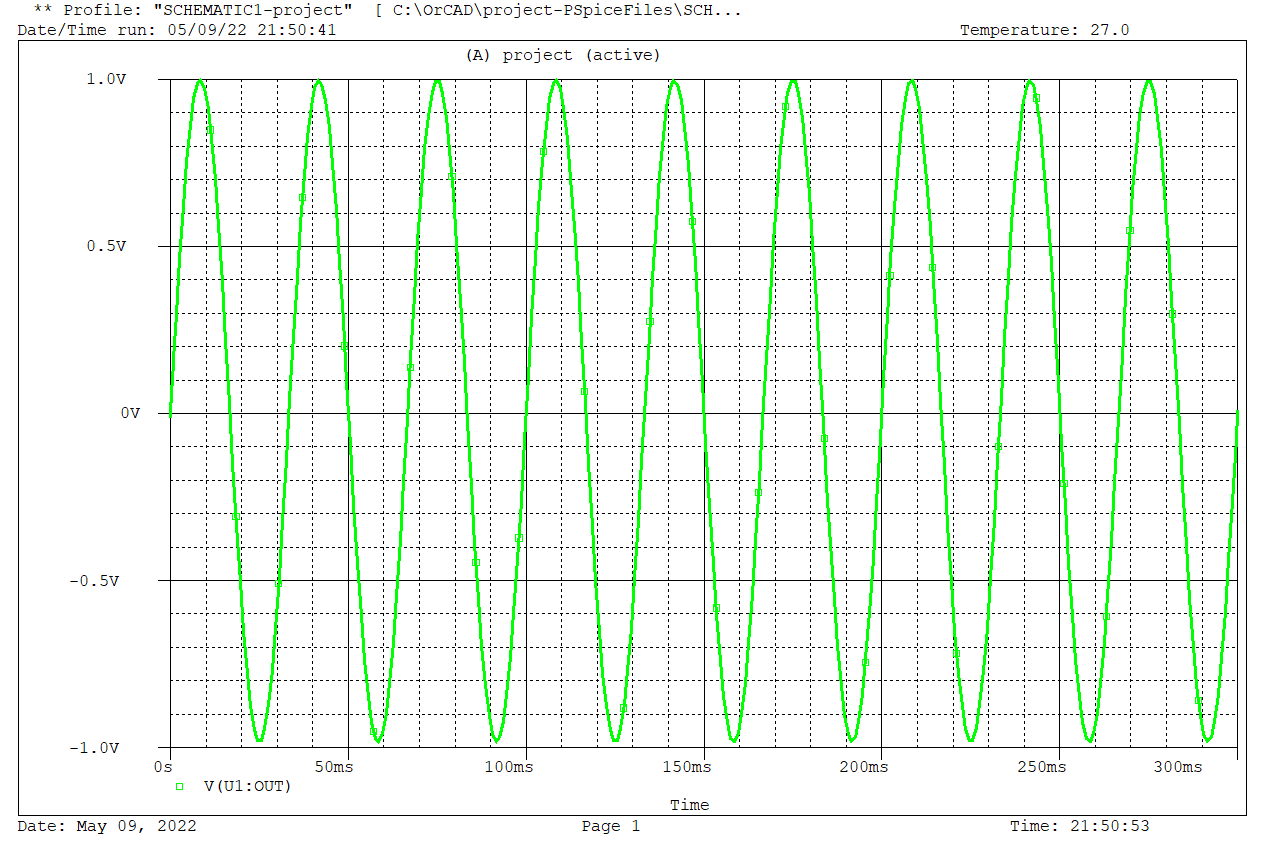 ** Profile: "SCHEMATIC1-project"  [ C:\OrCAD\project-PSpiceFiles\SCH...
Date/Time run: 05/09/22 21:50:41 Temperature: 27.0
(A) project (active)
1.0V
0.5V
0V
-0.5V
-1.0V
0s 50ms 100ms 150ms 200ms 250ms 300ms
V(U1:OUT)
Time
Date: May 09, 2022 Page 1 Time: 21:50:53